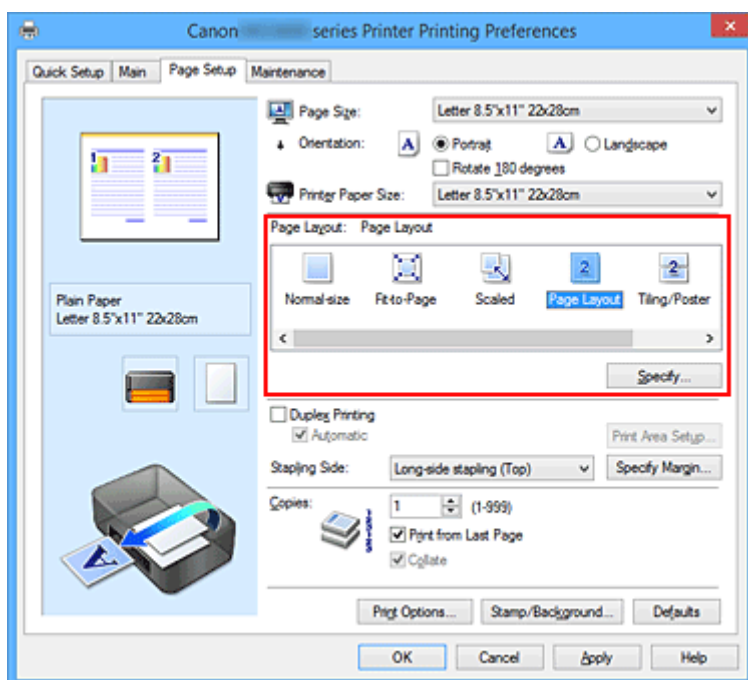 Canon series Printer Printing Preferences
Quick Setup Main Page Setup Maintenance
1 2
Plain Paper
Letter 8.5"x11" 22x28cm
Page Size: Letter 8.5"x11" 22x28cm
Orientation: A Portrait A Landscape
Rotate 180 degrees
Printer Paper Size: Letter 8.5"x11" 22x28cm
Page Layout: Page Layout
2 2
Normal-size Fit-to-Page Scaled Page Layout Tiling/Poster
Specify...
Duplex Printing
Automatic Print Area Setup...
Stapling Side: Long-side stapling (Top) Specify Margin...
Copies: 1 (1-999)
Print from Last Page
Collate
A
Print Options... Stamp/Background... Defaults
OK Cancel Apply Help